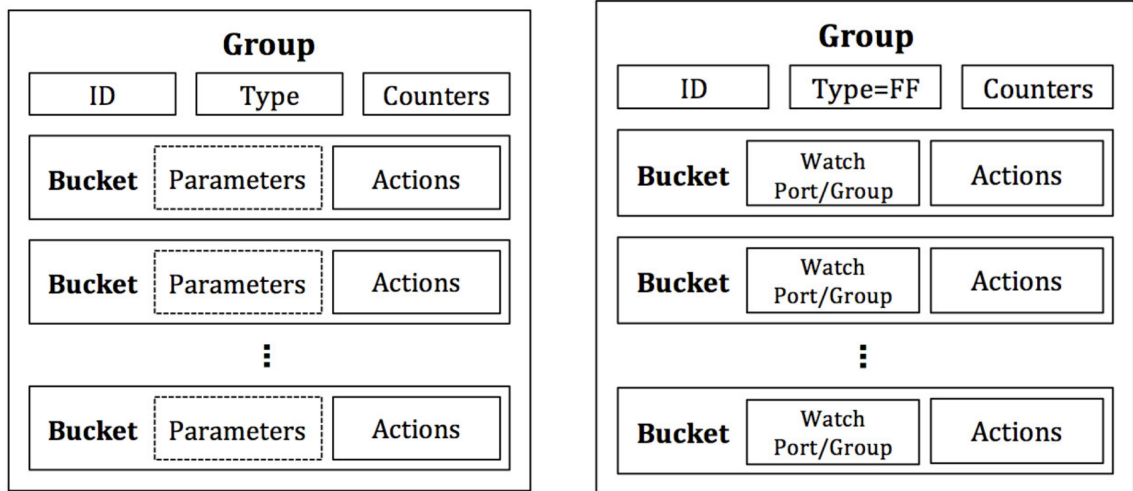 Group
ID Type Counters
Bucket Parameters Actions
Bucket Parameters Actions
⋮
Bucket Parameters Actions
Group
ID Type=FF Counters
Bucket Watch
Port/Group Actions
Bucket Watch
Port/Group Actions
⋮
Bucket Watch
Port/Group Actions